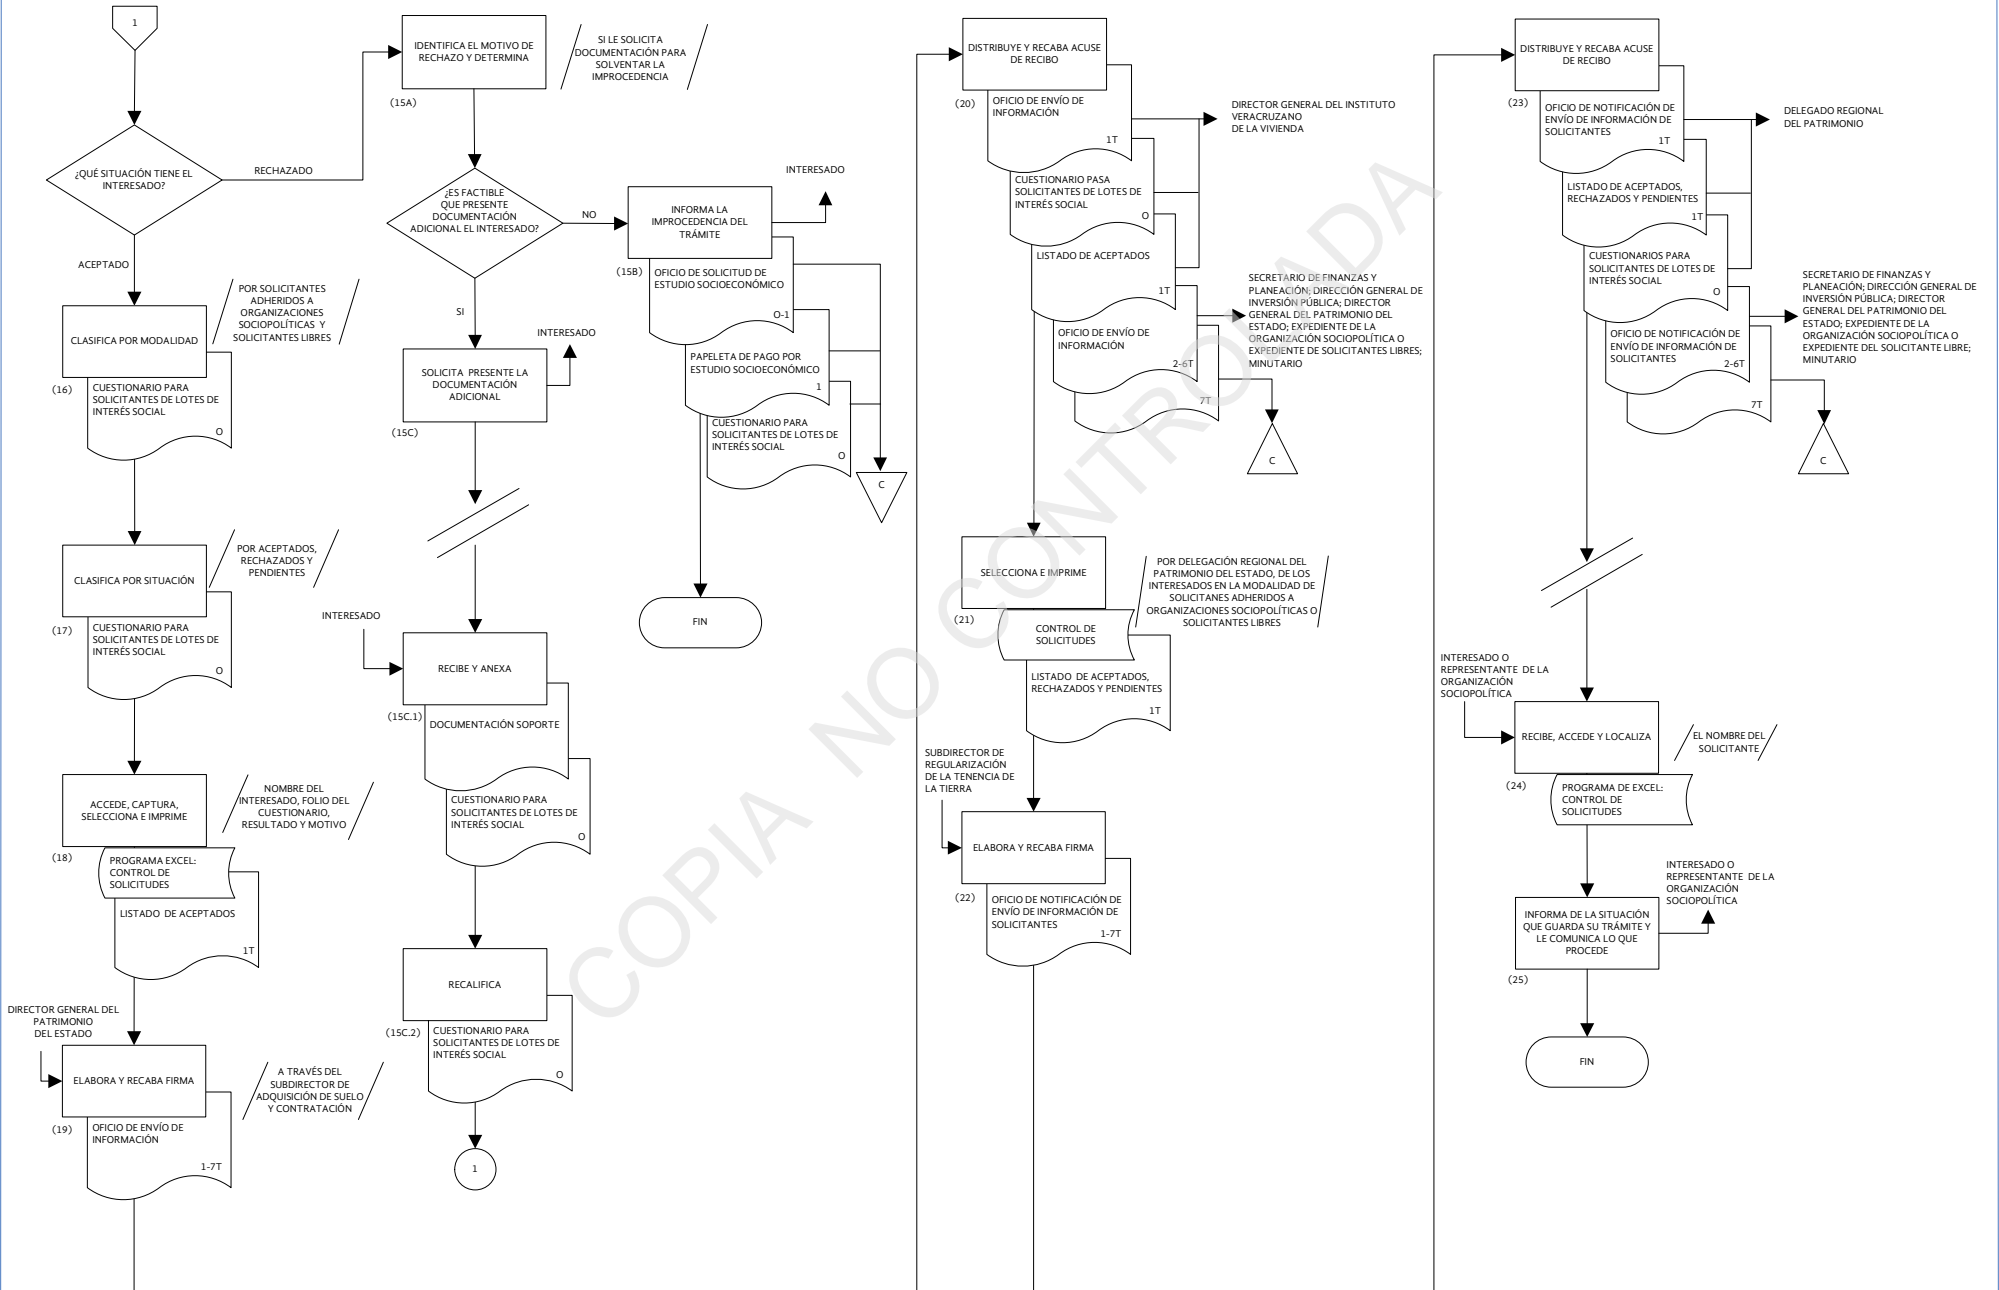 1
¿QUÉ SITUACIÓN TIENE EL
INTERESADO?
RECHAZADO
ACEPTADO
POR SOLICITANTES
ADHERIDOS A
ORGANIZACIONES
SOCIOPOLÍTICAS Y
SOLICITANTES LIBRES
CLASIFICA POR MODALIDAD
(16)
CUESTIONARIO PARA
SOLICITANTES DE LOTES DE
INTERÉS SOCIAL
O
POR ACEPTADOS,
RECHAZADOS Y
PENDIENTES
CLASIFICA POR SITUACIÓN
(17)
CUESTIONARIO PARA
SOLICITANTES DE LOTES DE
INTERÉS SOCIAL
O
NOMBRE DEL
INTERESADO, FOLIO DEL
CUESTIONARIO,
RESULTADO Y MOTIVO
ACCEDE, CAPTURA,
SELECCIONA E IMPRIME
(18)
PROGRAMA EXCEL:
CONTROL DE
SOLICITUDES
LISTADO DE ACEPTADOS
1T
DIRECTOR GENERAL DEL
PATRIMONIO
DEL ESTADO
ELABORA Y RECABA FIRMA
A TRAVÉS DEL
SUBDIRECTOR DE
ADQUISICIÓN DE SUELO
Y CONTRATACIÓN
(19)
OFICIO DE ENVÍO DE
INFORMACIÓN
1-7T
IDENTIFICA EL MOTIVO DE
RECHAZO Y DETERMINA
SI LE SOLICITA
DOCUMENTACIÓN PARA
SOLVENTAR LA
IMPROCEDENCIA
(15A)
¿ES FACTIBLE
QUE PRESENTE
DOCUMENTACIÓN
ADICIONAL EL INTERESADO?
NO
SI
INTERESADO
SOLICITA PRESENTE LA
DOCUMENTACIÓN
ADICIONAL
(15C)
INTERESADO
RECIBE Y ANEXA
(15C.1)
DOCUMENTACIÓN SOPORTE
CUESTIONARIO PARA
SOLICITANTES DE LOTES DE
INTERÉS SOCIAL
O
RECALIFICA
(15C.2)
CUESTIONARIO PARA
SOLICITANTES DE LOTES DE
INTERÉS SOCIAL
O
1
INTERESADO
INFORMA LA
IMPROCEDENCIA DEL
TRÁMITE
(15B)
OFICIO DE SOLICITUD DE
ESTUDIO SOCIOECONÓMICO
O-1
PAPELETA DE PAGO POR
ESTUDIO SOCIOECONÓMICO
1
CUESTIONARIO PARA
SOLICITANTES DE LOTES DE
INTERÉS SOCIAL
O
C
FIN
DISTRIBUYE Y RECABA ACUSE
DE RECIBO
(20)
OFICIO DE ENVÍO DE
INFORMACIÓN
1T
DIRECTOR GENERAL DEL INSTITUTO
VERACRUZANO
DE LA VIVIENDA
CUESTIONARIO PASA
SOLICITANTES DE LOTES DE
INTERÉS SOCIAL
O
LISTADO DE ACEPTADOS
1T
SECRETARIO DE FINANZAS Y
PLANEACIÓN; DIRECCIÓN GENERAL DE
INVERSIÓN PÚBLICA; DIRECTOR
GENERAL DEL PATRIMONIO DEL
ESTADO; EXPEDIENTE DE LA
ORGANIZACIÓN SOCIOPOLÍTICA O
EXPEDIENTE DE SOLICITANTES LIBRES;
MINUTARIO
OFICIO DE ENVÍO DE
INFORMACIÓN
2-6T
7T
C
SELECCIONA E IMPRIME
POR DELEGACIÓN REGIONAL DEL
PATRIMONIO DEL ESTADO, DE LOS
INTERESADOS EN LA MODALIDAD DE
SOLICITANES ADHERIDOS A
ORGANIZACIONES SOCIOPOLÍTICAS O
SOLICITANTES LIBRES
(21)
CONTROL DE
SOLICITUDES
LISTADO DE ACEPTADOS,
RECHAZADOS Y PENDIENTES
1T
SUBDIRECTOR DE
REGULARIZACIÓN
DE LA TENENCIA DE
LA TIERRA
ELABORA Y RECABA FIRMA
(22)
OFICIO DE NOTIFICACIÓN DE
ENVÍO DE INFORMACIÓN DE
SOLICITANTES
1-7T
DISTRIBUYE Y RECABA ACUSE
DE RECIBO
(23)
OFICIO DE NOTIFICACIÓN DE
ENVÍO DE INFORMACIÓN DE
SOLICITANTES
1T
DELEGADO REGIONAL
DEL PATRIMONIO
LISTADO DE ACEPTADOS,
RECHAZADOS Y PENDIENTES
1T
CUESTIONARIOS PARA
SOLICITANTES DE LOTES DE
INTERÉS SOCIAL
O
SECRETARIO DE FINANZAS Y
PLANEACIÓN; DIRECCIÓN GENERAL DE
INVERSIÓN PÚBLICA; DIRECTOR
GENERAL DEL PATRIMONIO DEL
ESTADO; EXPEDIENTE DE LA
ORGANIZACIÓN SOCIOPOLÍTICA O
EXPEDIENTE DEL SOLICITANTE LIBRE;
MINUTARIO
OFICIO DE NOTIFICACIÓN DE
ENVÍO DE INFORMACIÓN DE
SOLICITANTES
2-6T
7T
C
INTERESADO O
REPRESENTANTE DE LA
ORGANIZACIÓN
SOCIOPOLÍTICA
RECIBE, ACCEDE Y LOCALIZA
EL NOMBRE DEL
SOLICITANTE
(24)
PROGRAMA DE EXCEL:
CONTROL DE
SOLICITUDES
INTERESADO O
REPRESENTANTE DE LA
ORGANIZACIÓN
SOCIOPOLÍTICA
INFORMA DE LA SITUACIÓN
QUE GUARDA SU TRÁMITE Y
LE COMUNICA LO QUE
PROCEDE
(25)
FIN
COPIA NO CONTROLADA